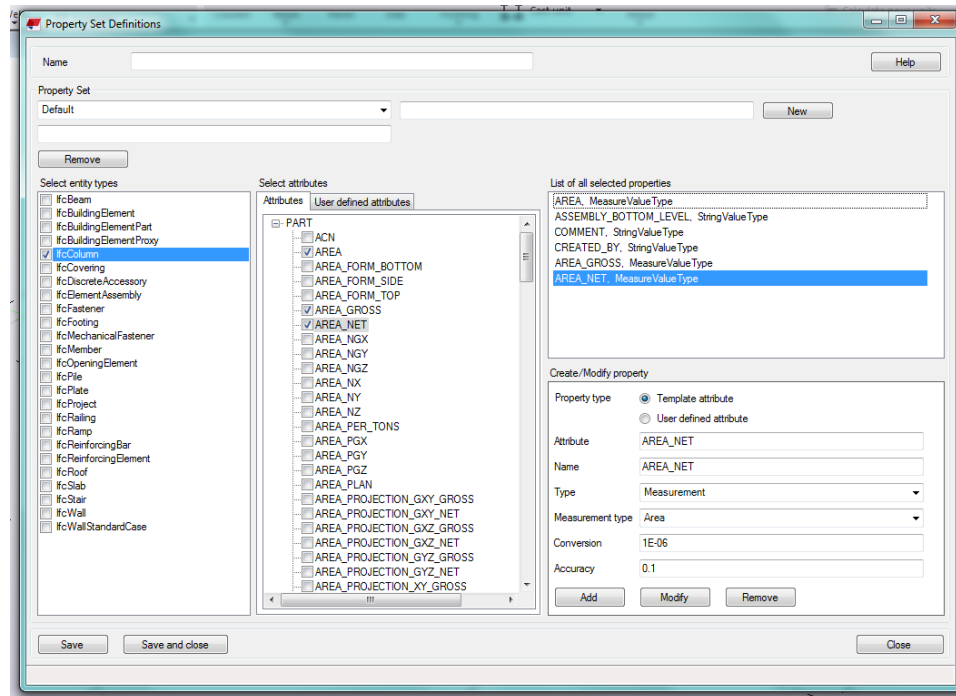 Property Set Definitions
Name
Help
Property Set
Default
New
Remove
Select entity types
IfcBeam
IfcBuildingElement
IfcBuildingElementPart
IfcBuildingElementProxy
IfcColumn
IfcCovering
IfcDiscreteAccessory
IfcElementAssembly
IfcFastener
IfcFooting
IfcMechanicalFastener
IfcMember
IfcOpeningElement
IfcPile
IfcPlate
IfcProject
IfcRailing
IfcRamp
IfcReinforcingBar
IfcReinforcingElement
IfcRoof
IfcSlab
IfcStair
IfcWall
IfcWallStandardCase
Select attributes
Attributes User defined attributes
PART
ACN
AREA
AREA_FORM_BOTTOM
AREA_FORM_SIDE
AREA_FORM_TOP
AREA_GROSS
AREA_NET
AREA_NGX
AREA_NGY
AREA_NGZ
AREA_NX
AREA_NY
AREA_NZ
AREA_PER_TONS
AREA_PGX
AREA_PGY
AREA_PGZ
AREA_PLAN
AREA_PROJECTION_GXY_GROSS
AREA_PROJECTION_GXY_NET
AREA_PROJECTION_GXZ_GROSS
AREA_PROJECTION_GXZ_NET
AREA_PROJECTION_GYZ_GROSS
AREA_PROJECTION_GYZ_NET
AREA_PROJECTION_XY_GROSS
List of all selected properties
AREA, MeasureValueType
ASSEMBLY_BOTTOM_LEVEL, StringValueType
COMMENT, StringValueType
CREATED_BY, StringValueType
AREA_GROSS, MeasureValueType
AREA_NET, MeasureValueType
Create/Modify property
Property type Template attribute
User defined attribute
Attribute AREA_NET
Name AREA_NET
Type Measurement
Measurement type Area
Conversion 1E-06
Accuracy 0.1
Add Modify Remove
Save Save and close Close